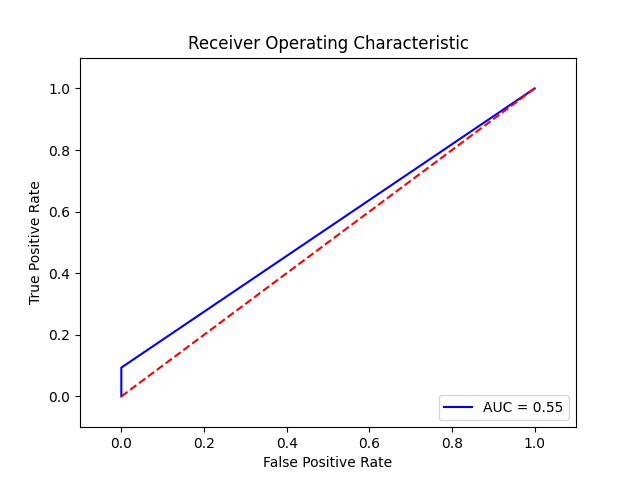 Receiver Operating Characteristic
True Positive Rate
1.0
0.8
0.6
0.4
0.2
0.0
AUC = 0.55
0.0 0.2 0.4 0.6 0.8 1.0
False Positive Rate